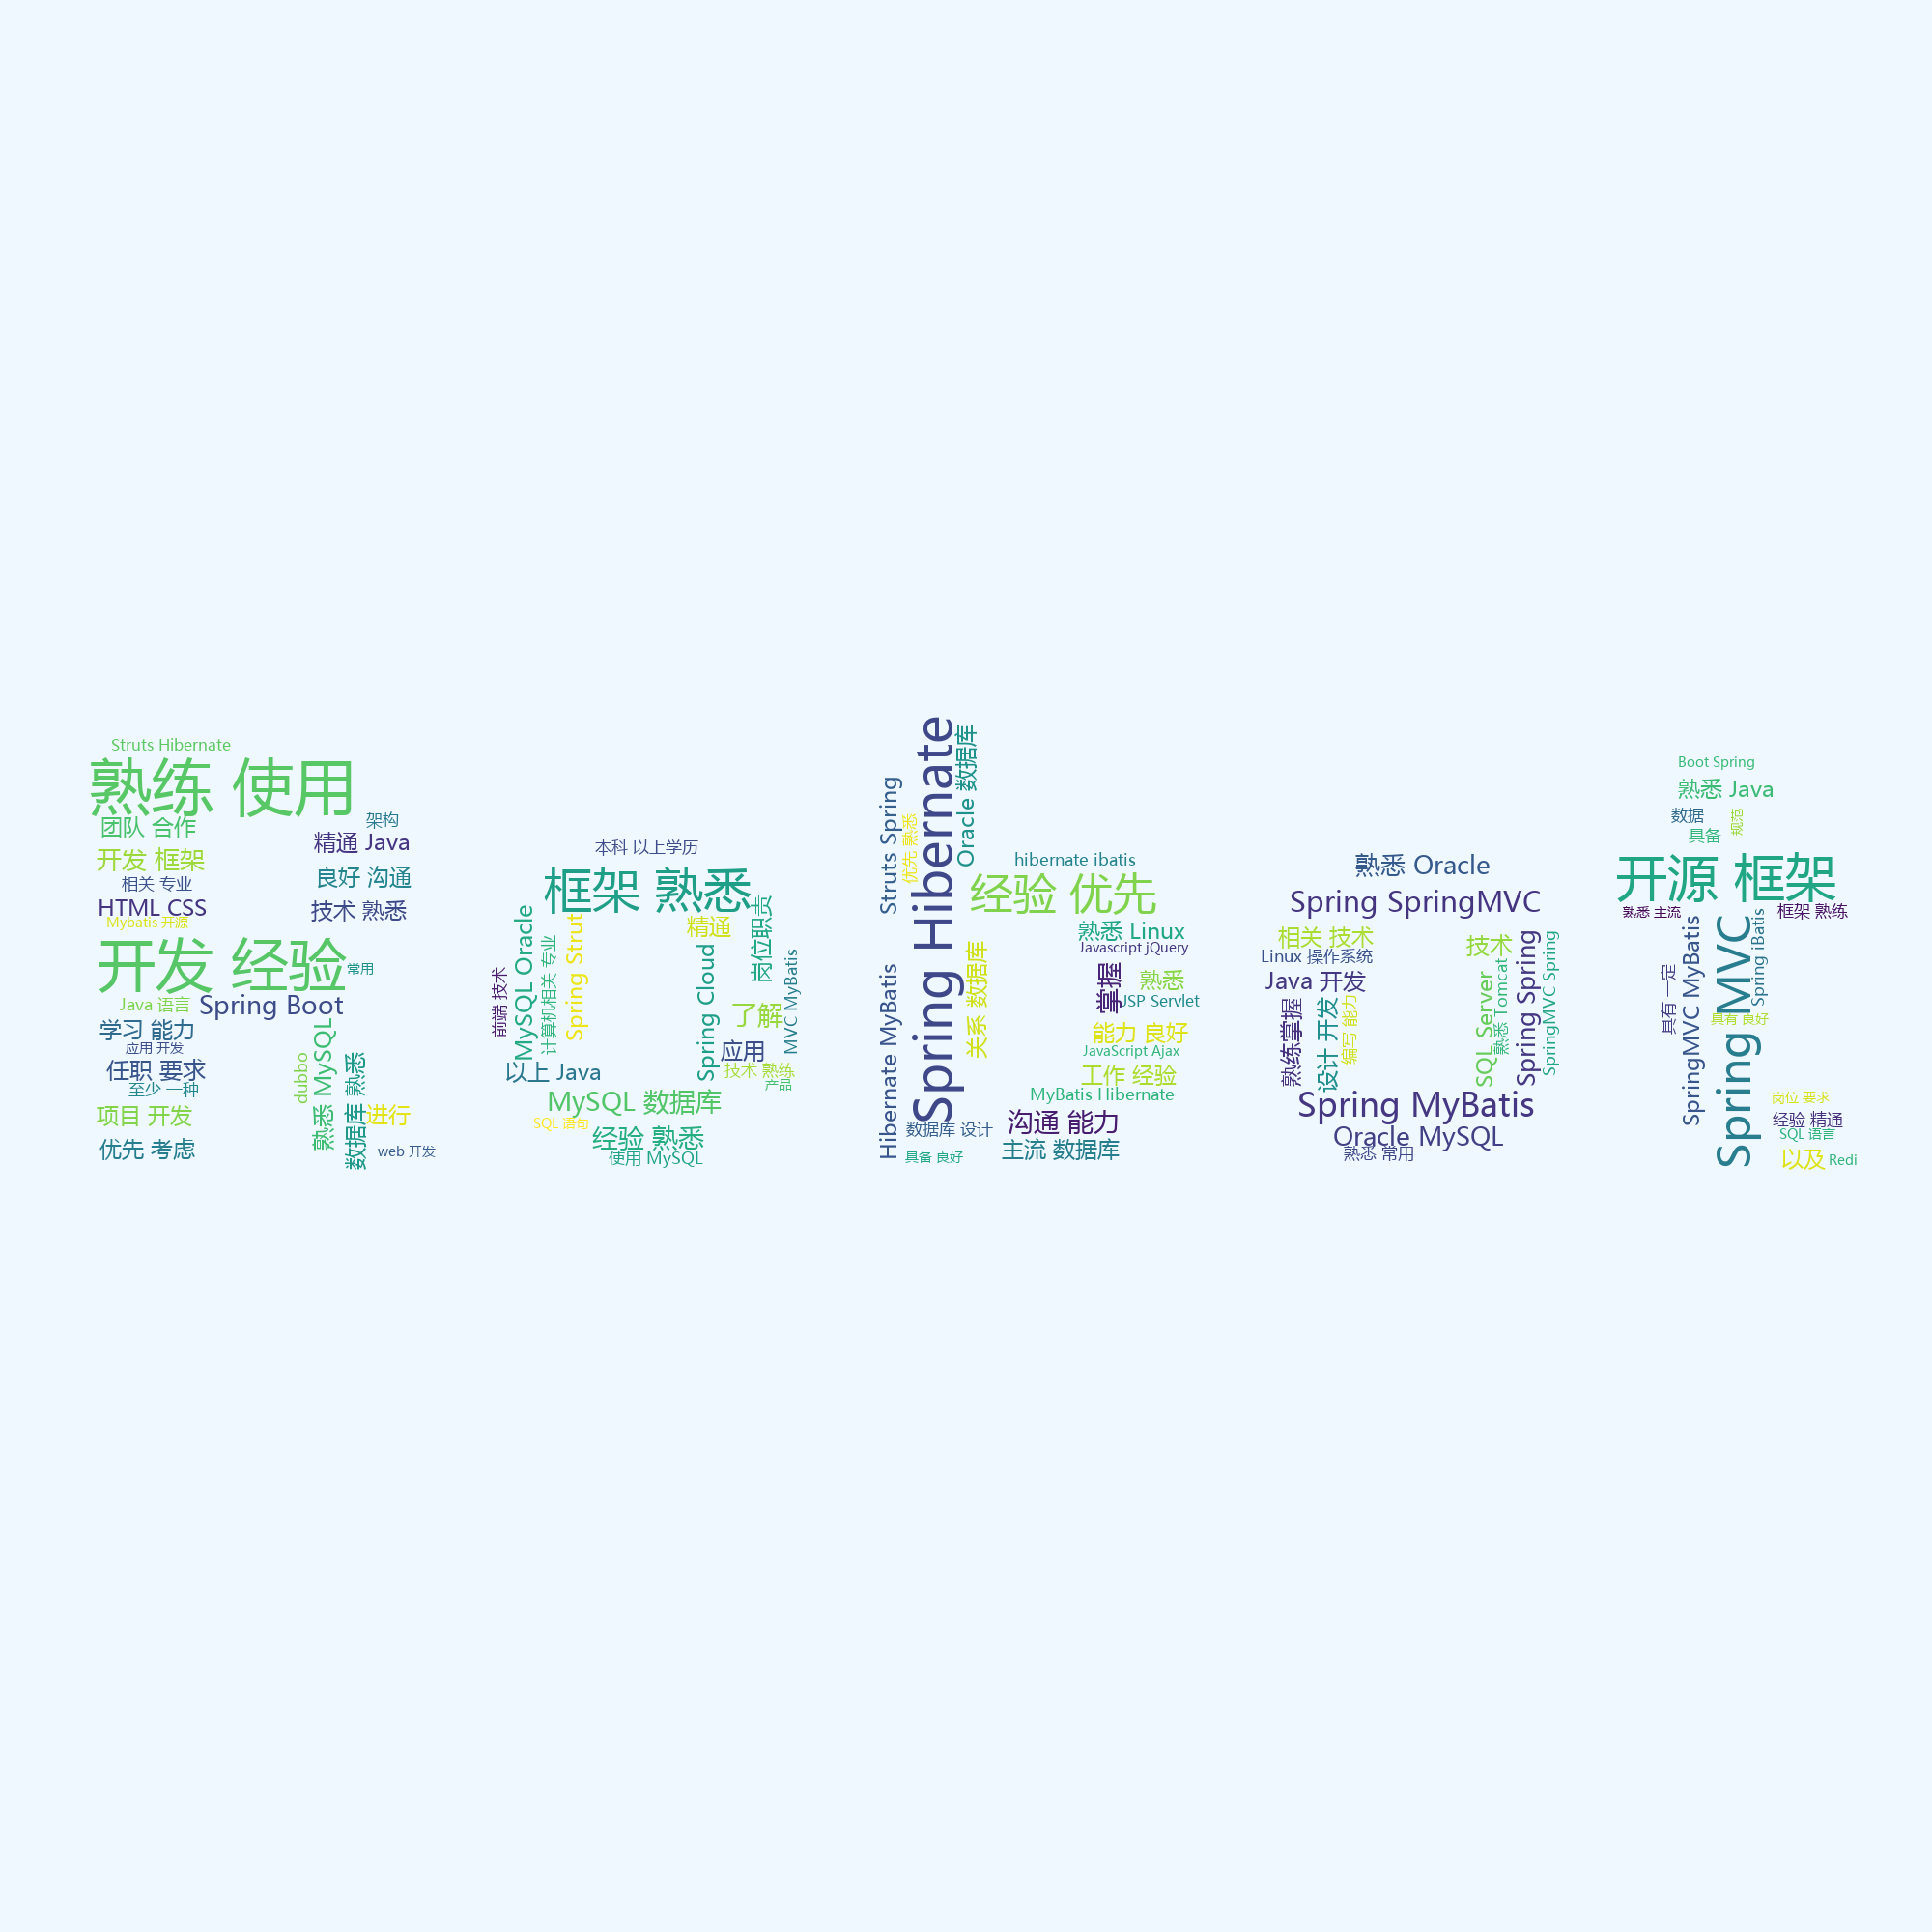 Struts Hibernate
熟练 使用
团队 合作
架构
精通 Java
开发 框架
良好 沟通
相关 专业
HTML CSS
技术 熟悉
Mybatis 开源
开发 经验
常用
Java 语言
Spring Boot
学习 能力
应用 开发
任职 要求
至少 一种
项目 开发
优先 考虑
dubbo
熟悉 MySQL
数据库 熟悉
进行
web 开发
本科 以上学历
框架 熟悉
精通
岗位职责
前端 技术
MySQL Oracle
计算机相关 专业
Spring Strut
Spring Cloud
了解
MVC MyBatis
应用
以上 Java
技术 熟练
产品
MySQL 数据库
SQL 语句
经验 熟悉
使用 MySQL
Struts Spring
优先 熟悉
Spring Hibernate
Oracle 数据库
Hibernate MyBatis
关系 数据库
数据库 设计
具备 良好
hibernate ibatis
经验 优先
熟悉 Linux
Javascript jQuery
掌握
熟悉
JSP Servlet
能力 良好
JavaScript Ajax
工作 经验
MyBatis Hibernate
沟通 能力
主流 数据库
熟悉 Oracle
Spring SpringMVC
相关 技术
技术
Linux 操作系统
Java 开发
熟练掌握
设计 开发
编写 能力
SQL Server
熟悉 Tomcat
Spring Spring
SpringMVC Spring
Spring MyBatis
Oracle MySQL
熟悉 常用
Boot Spring
熟悉 Java
数据
规范
具备
开源 框架
熟悉 主流
框架 熟练
具有 一定
SpringMVC MyBatis
Spring MVC
Spring iBatis
具有 良好
岗位 要求
经验 精通
SQL 语言
以及
Redi